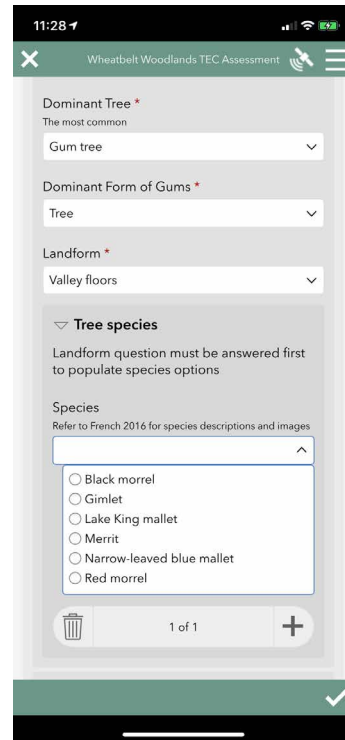 11:28
Wheatbelt Woodlands TEC Assessment
Dominant Tree *
The most common
Gum tree
Dominant Form of Gums *
Tree
Landform *
Valley floors
Tree species
Landform question must be answered first
to populate species options
Species
Refer to French 2016 for species descriptions and images
Black morrel
Gimlet
Lake King mallet
Merrit
Narrow-leaved blue mallet
Red morrel
1 of 1